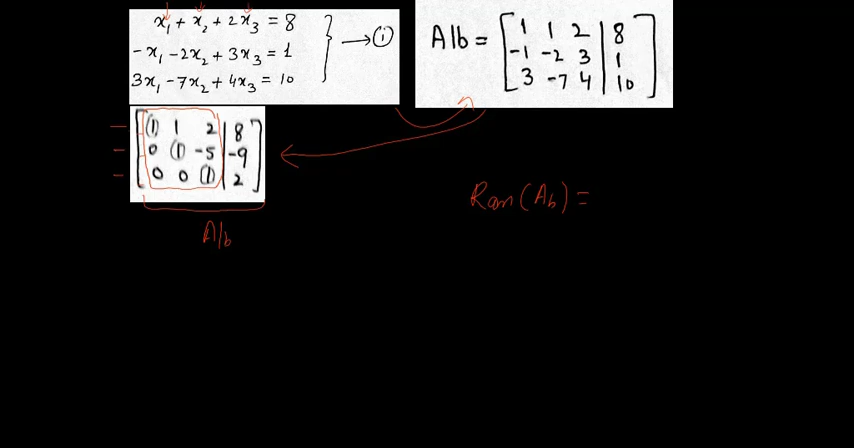 x₁ + x₂ + 2x₃ = 8
-x₁ - 2x₂ + 3x₃ = 1 → ①
3x₁ - 7x₂ + 4x₃ = 10
A|b = [ 1 1 2 | 8
-1 -2 3 | 1
3 -7 4 | 10 ]
[ ① 1 2 | 8
0 ① -5 | -9
0 0 ① | 2 ]
A|b
Ran(Ab) =